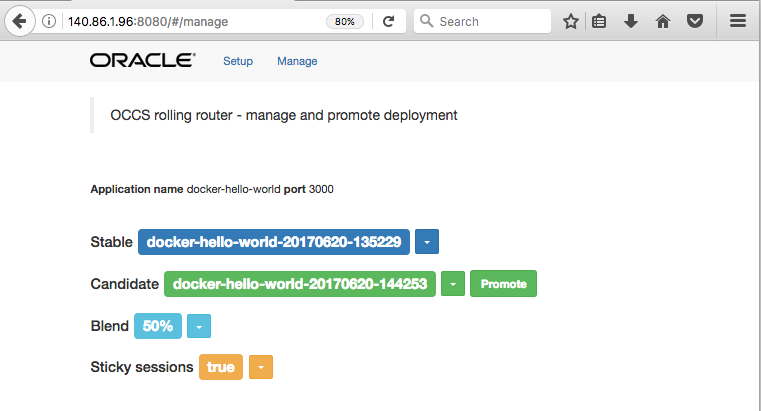 140.86.1.96:8080/#/manage 80% Search
ORACLE Setup Manage
OCCS rolling router - manage and promote deployment
Application name docker-hello-world port 3000
Stable docker-hello-world-20170620-135229
Candidate docker-hello-world-20170620-144253 Promote
Blend 50%
Sticky sessions true